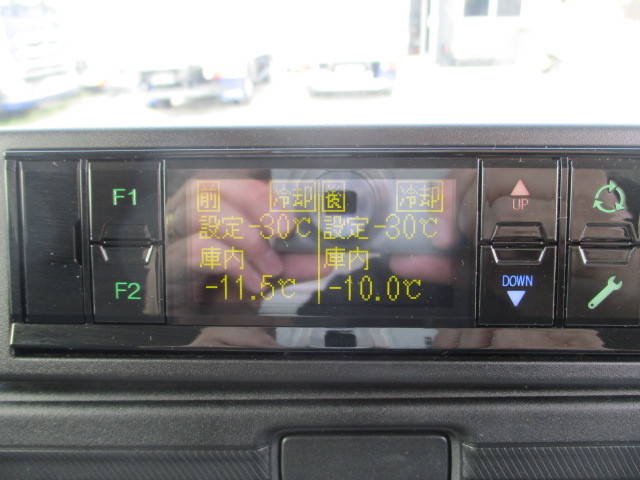 F1
F2
前 冷却 後 冷却
設定-30℃ 設定-30℃
庫内 庫内
-11.5℃ -10.0℃
UP
DOWN